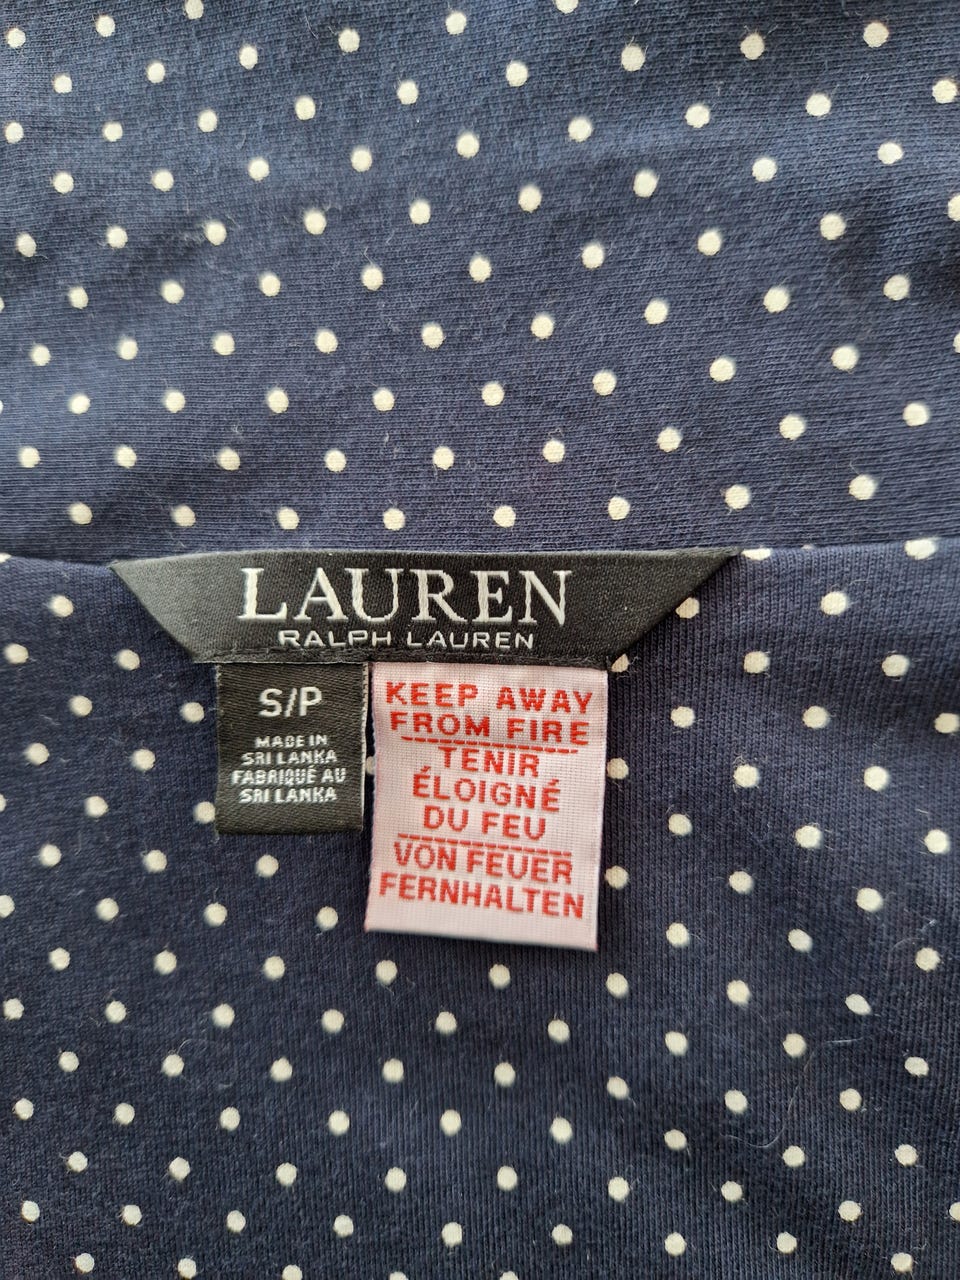 LAUREN
RALPH LAUREN
S/P
MADE IN
SRI LANKA
FABRIQUÉ AU
SRI LANKA
KEEP AWAY
FROM FIRE
TENIR
ÉLOIGNÉ
DU FEU
VON FEUER
FERNHALTEN